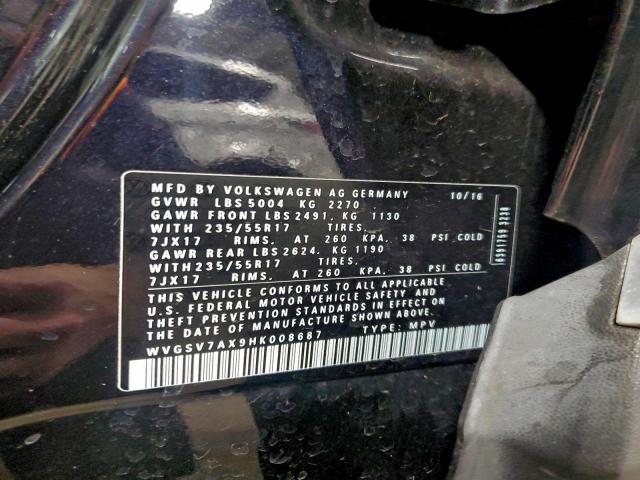 MFD BY VOLKSWAGEN AG GERMANY 10/16
GVWR LBS 5004 KG 2270
GAWR FRONT LBS 2491, KG 1130
WITH 235/55R17 TIRES.
7JX17 RIMS. AT 260 KPA, 38 PSI COLD
GAWR REAR LBS 2624, KG 1190
WITH 235/55R17 TIRES.
7JX17 RIMS. AT 260 KPA, 38 PSI COLD
THIS VEHICLE CONFORMS TO ALL APPLICABLE
U.S. FEDERAL MOTOR VEHICLE SAFETY AND
THEFT PREVENTION STANDARDS IN EFFECT ON
THE DATE OF MANUFACTURE SHOWN ABOVE.
WVGSV7AX9HK008687 TYPE: MPV